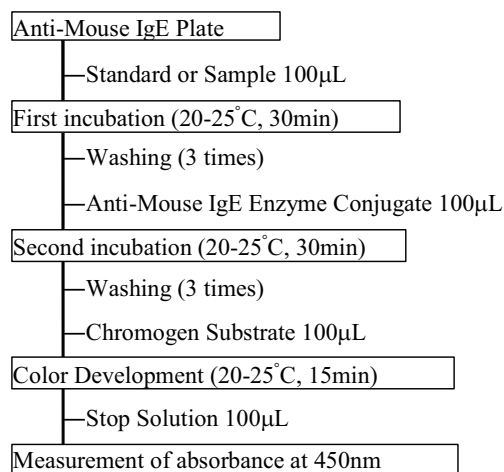 Anti-Mouse IgE Plate
Standard or Sample 100μL
First incubation (20-25°C, 30min)
Washing (3 times)
Anti-Mouse IgE Enzyme Conjugate 100μL
Second incubation (20-25°C, 30min)
Washing (3 times)
Chromogen Substrate 100μL
Color Development (20-25°C, 15min)
Stop Solution 100μL
Measurement of absorbance at 450nm